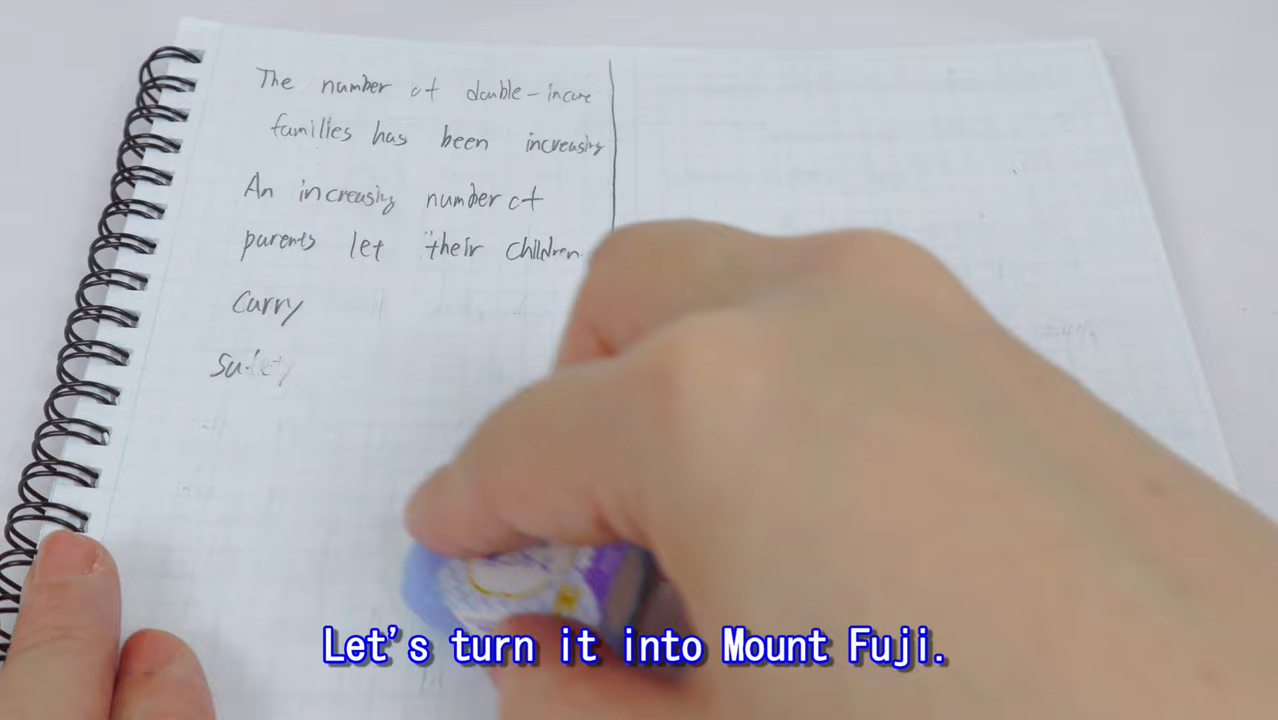 The number of double-income
families has been increasing
An increasing number of
parents let their children
carry
safety
Let's turn it into Mount Fuji.